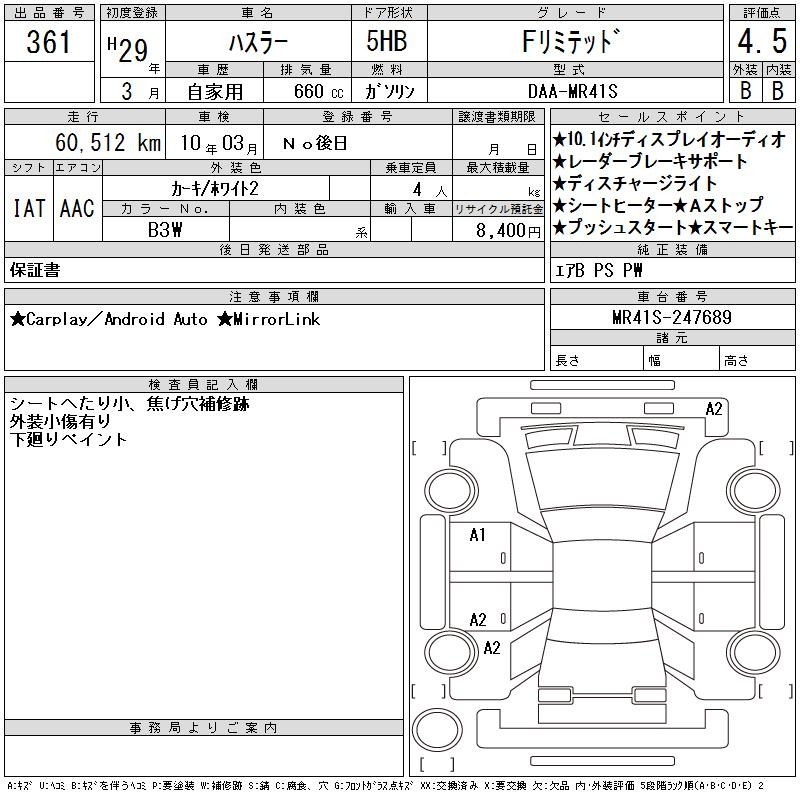 出品番号
361
初度登録
H29年
3月
車名
ﾊｽﾗｰ
ドア形状
5HB
グレード
Fﾘﾐﾃｯﾄﾞ
評価点
4.5
車歴
自家用
排気量
660 cc
燃料
ｶﾞｿﾘﾝ
型式
DAA-MR41S
外装 内装
B B
走行
60,512 km
車検
10年03月
登録番号
No後日
譲渡書類期限
月 日
セールスポイント
★10.1ｲﾝﾁディスプレイオーディオ
★レーダーブレーキサポート
★ディスチャージライト
★シートヒーター★Aストップ
★プッシュスタート★スマートキー
シフト
IAT
エアコン
AAC
外装色
ｶｰｷ/ﾎﾜｲﾄ2
乗車定員
4人
最大積載量
kg
カラーNo.
B3W
内装色
系
輸入車
リサイクル預託金
8,400円
後日発送部品
保証書
純正装備
ｴｱB PS PW
注意事項欄
★Carplay／Android Auto ★MirrorLink
車台番号
MR41S-247689
諸元
長さ 幅 高さ
検査員記入欄
シートへたり小、焦げ穴補修跡
外装小傷有り
下廻りペイント
A2
A1
A2
A2
事務局よりご案内
A:ｷｽﾞ U:ﾍｺﾐ B:ｷｽﾞを伴うﾍｺﾐ P:要塗装 W:補修跡 S:錆 C:腐食、穴 G:ﾌﾛﾝﾄｶﾞﾗｽ点ｷｽﾞ XX:交換済み X:要交換 欠:欠品 内･外装評価 5段階ﾗﾝｸ順(A･B･C･D･E) 2